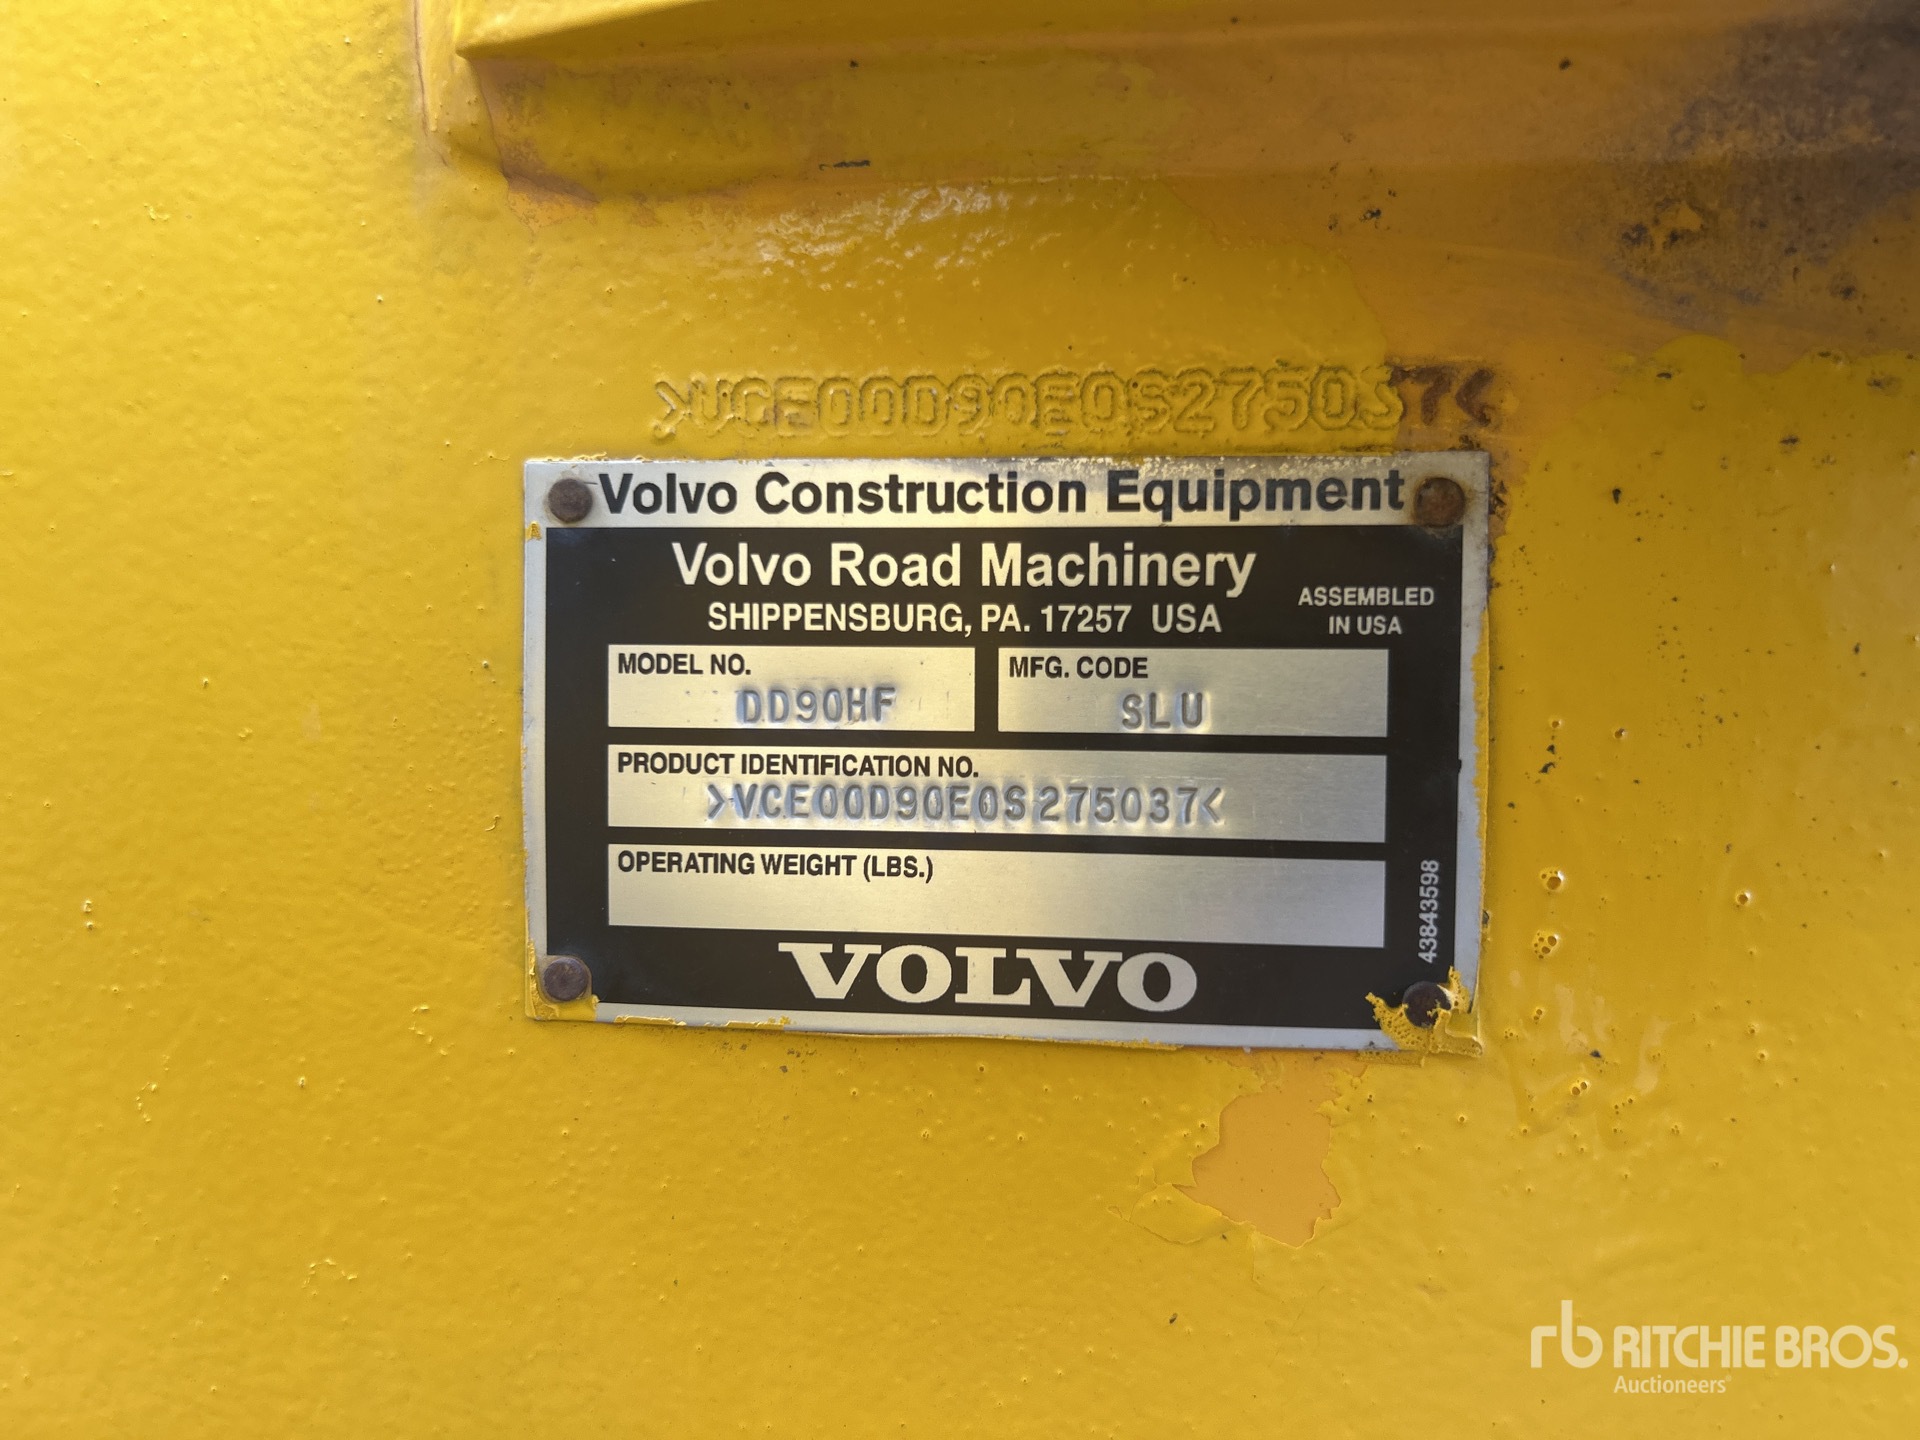 >VCE00D90E0S275037<
Volvo Construction Equipment
Volvo Road Machinery
SHIPPENSBURG, PA. 17257 USA
ASSEMBLED
IN USA
MODEL NO.
DD90HF
MFG. CODE
SLU
PRODUCT IDENTIFICATION NO.
>VCE00D90E0S275037<
OPERATING WEIGHT (LBS.)
43843598
VOLVO
rb RITCHIE BROS.
Auctioneers